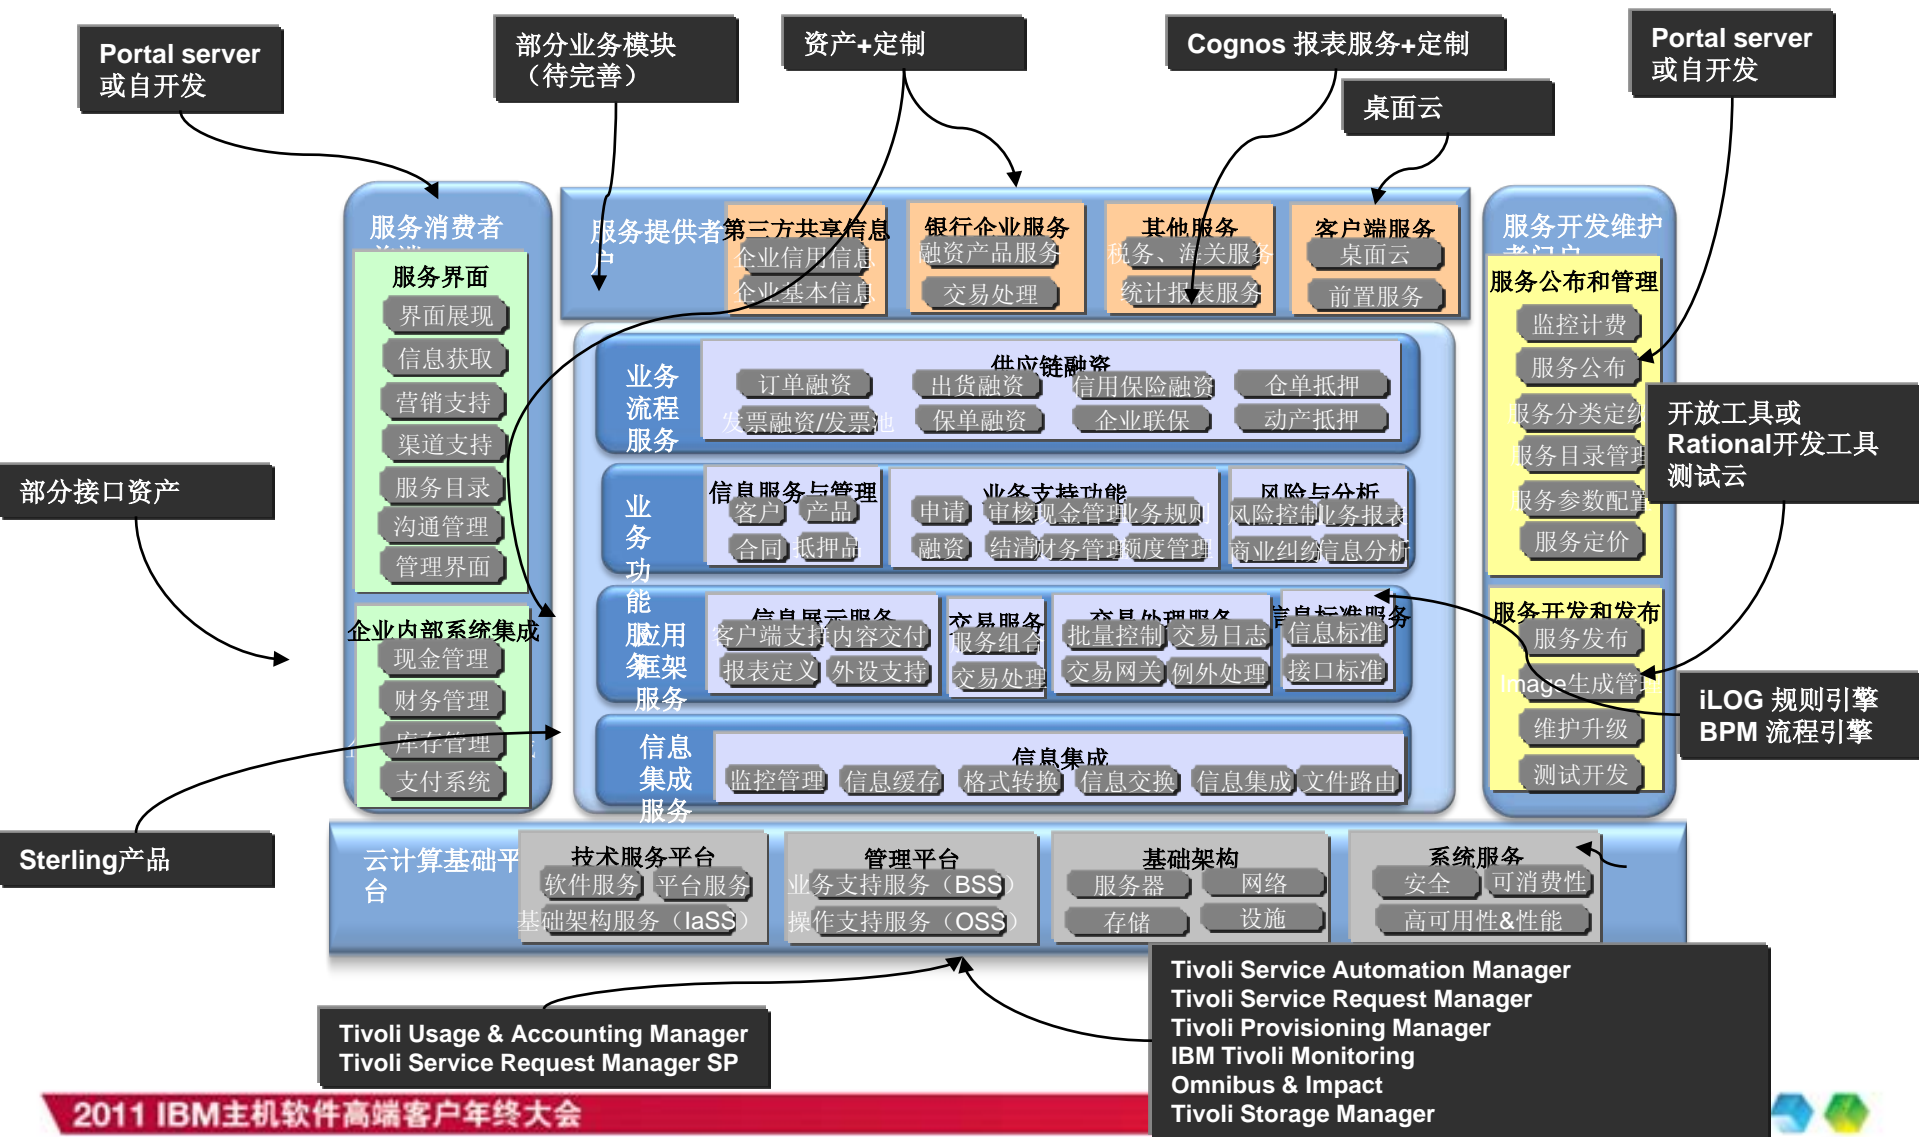 Portal server
或自开发
部分业务模块
（待完善）
资产+定制
Cognos 报表服务+定制
桌面云
Portal server
或自开发
服务消费者
服务界面
界面展现
信息获取
营销支持
渠道支持
服务目录
沟通管理
管理界面
企业内部系统集成
现金管理
财务管理
库存管理
支付系统
服务提供者
户
第三方共享信息
企业信用信息
企业基本信息
银行企业服务
融资产品服务
交易处理
其他服务
税务、海关服务
统计报表服务
客户端服务
桌面云
前置服务
业务
流程
服务
供应链融资
订单融资
出货融资
信用保险融资
仓单抵押
发票融资/发票池
保单融资
企业联保
动产抵押
业
务
功
能
服
务
信息服务与管理
客户
产品
合同
抵押品
业务支持功能
申请
审核
现金管理
业务规则
融资
结清
财务管理
额度管理
风险与分析
风险控制
业务报表
商业纠纷
信息分析
应用
框架
服务
信息展示服务
客户端支持
内容交付
报表定义
外设支持
交易服务
服务组合
交易处理
交易处理服务
批量控制
交易日志
交易网关
例外处理
信息标准服务
信息标准
接口标准
信息
集成
服务
信息集成
监控管理
信息缓存
格式转换
信息交换
信息集成
文件路由
服务开发维护
者门户
服务公布和管理
监控计费
服务公布
服务分类定级
服务目录管理
服务参数配置
服务定价
服务开发和发布
服务发布
Image生成管理
维护升级
测试开发
开放工具或
Rational开发工具
测试云
部分接口资产
iLOG 规则引擎
BPM 流程引擎
Sterling产品
云计算基础平
台
技术服务平台
软件服务
平台服务
基础架构服务（IaSS）
管理平台
业务支持服务（BSS）
操作支持服务（OSS）
基础架构
服务器
网络
存储
设施
系统服务
安全
可消费性
高可用性&性能
Tivoli Usage & Accounting Manager
Tivoli Service Request Manager SP
Tivoli Service Automation Manager
Tivoli Service Request Manager
Tivoli Provisioning Manager
IBM Tivoli Monitoring
Omnibus & Impact
Tivoli Storage Manager
2011 IBM主机软件高端客户年终大会